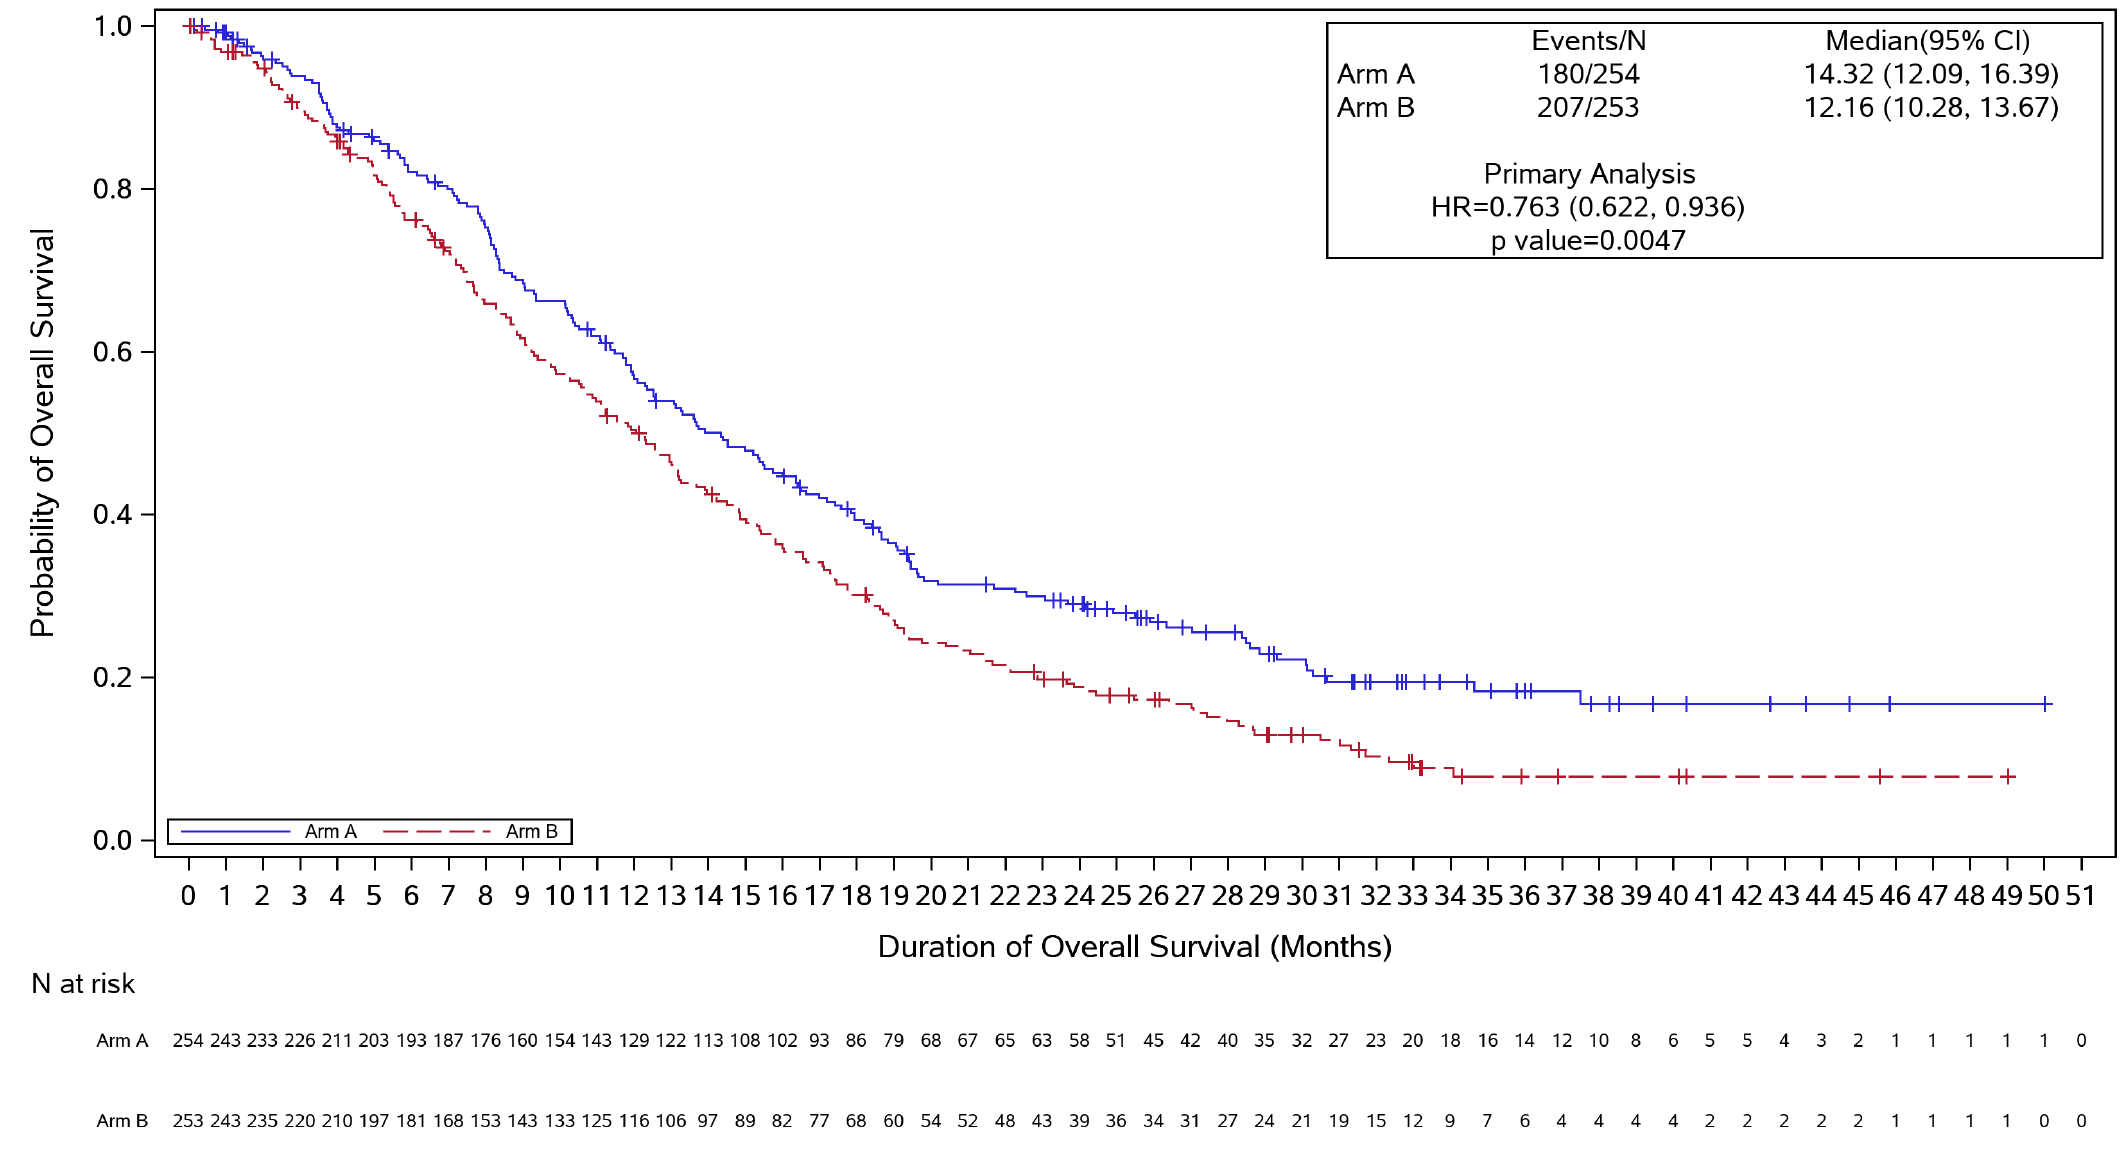 Events/N Median(95% CI)
Arm A 180/254 14.32 (12.09, 16.39)
Arm B 207/253 12.16 (10.28, 13.67)
Primary Analysis
HR=0.763 (0.622, 0.936)
p value=0.0047
Probability of Overall Survival
1.0
0.8
0.6
0.4
0.2
0.0
Arm A Arm B
0 1 2 3 4 5 6 7 8 9 10 11 12 13 14 15 16 17 18 19 20 21 22 23 24 25 26 27 28 29 30 31 32 33 34 35 36 37 38 39 40 41 42 43 44 45 46 47 48 49 50 51
Duration of Overall Survival (Months)
N at risk
Arm A 254 243 233 226 211 203 193 187 176 160 154 143 129 122 113 108 102 93 86 79 68 67 65 63 58 51 45 42 40 35 32 27 23 20 18 16 14 12 10 8 6 5 5 4 3 2 1 1 1 1 1 0
Arm B 253 243 235 220 210 197 181 168 153 143 133 125 116 106 97 89 82 77 68 60 54 52 48 43 39 36 34 31 27 24 21 19 15 12 9 7 6 4 4 4 4 2 2 2 2 2 1 1 1 1 0 0